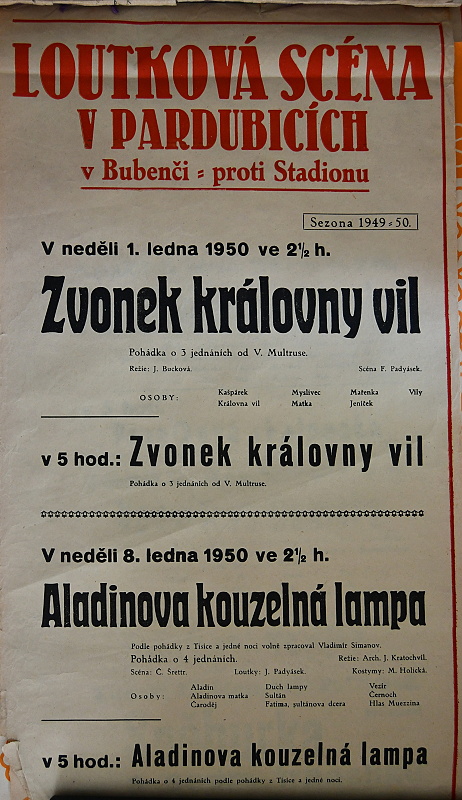 LOUTKOVÁ SCÉNA
V PARDUBICÍCH
v Bubenči = proti Stadionu
Sezona 1949=50.
V neděli 1. ledna 1950 ve 2½ h.
Zvonek královny vil
Pohádka o 3 jednáních od V. Multruse.
Režie: J. Bucková. Scéna F. Padyásek.
OSOBY: Kašpárek Myslivec Mařenka Víly
Královna víl Matka Jeníček
v 5 hod.: Zvonek královny vil
Pohádka o 3 jednáních od V. Multruse.
V neděli 8. ledna 1950 ve 2½ h.
Aladinova kouzelná lampa
Podle pohádky z Tisíce a jedné noci volně zpracoval Vladimír Šimanov.
Pohádka o 4 jednáních. Režie: Arch. J. Kratochvíl.
Scéna: Č. Šrettr. Loutky: J. Padyásek. Kostymy: M. Holická.
Osoby: Aladin Duch lampy Vezír
Aladinova matka Sultán Černoch
Čaroděj Fatima, sultánova dcera Hlas Muezzina
v 5 hod.: Aladinova kouzelná lampa
Pohádka o 4 jednáních podle pohádky z Tisíce a jedné noci.